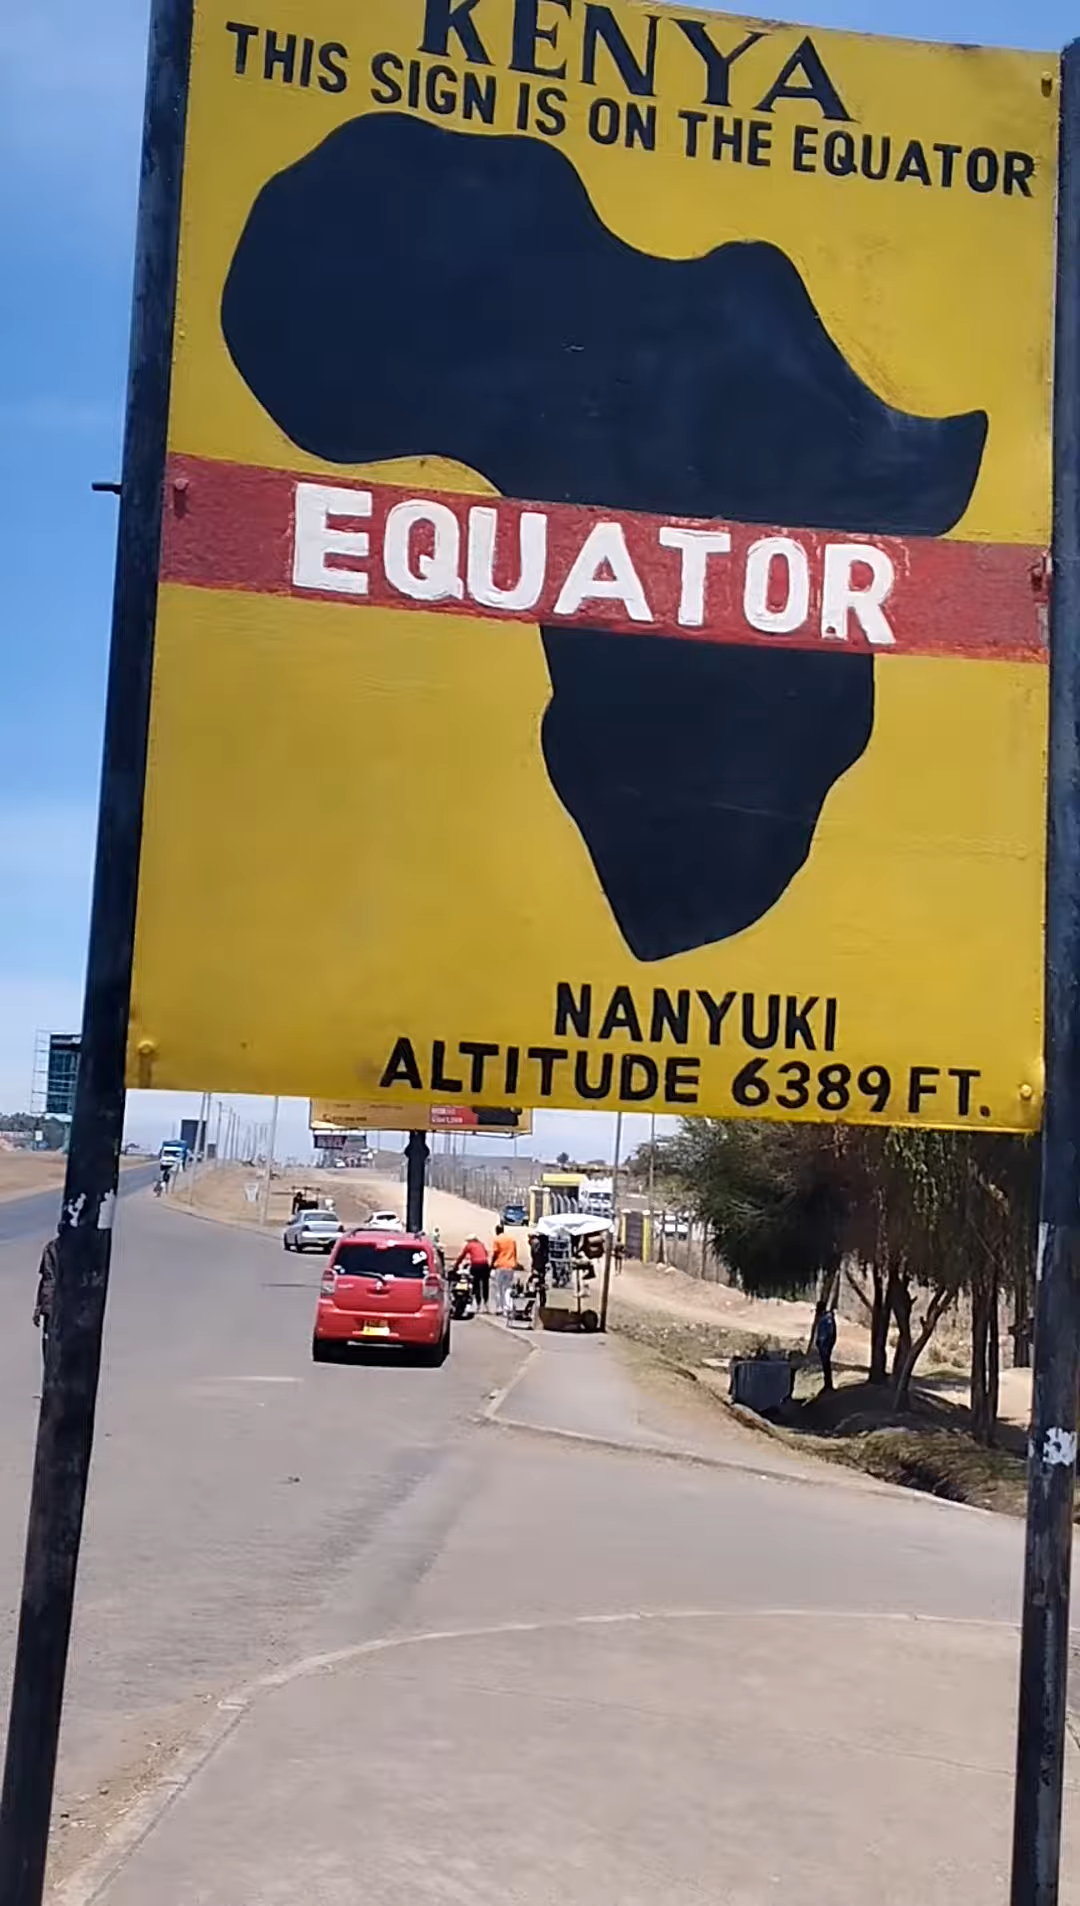 KENYA
THIS SIGN IS ON THE EQUATOR
EQUATOR
NANYUKI
ALTITUDE 6389 FT.